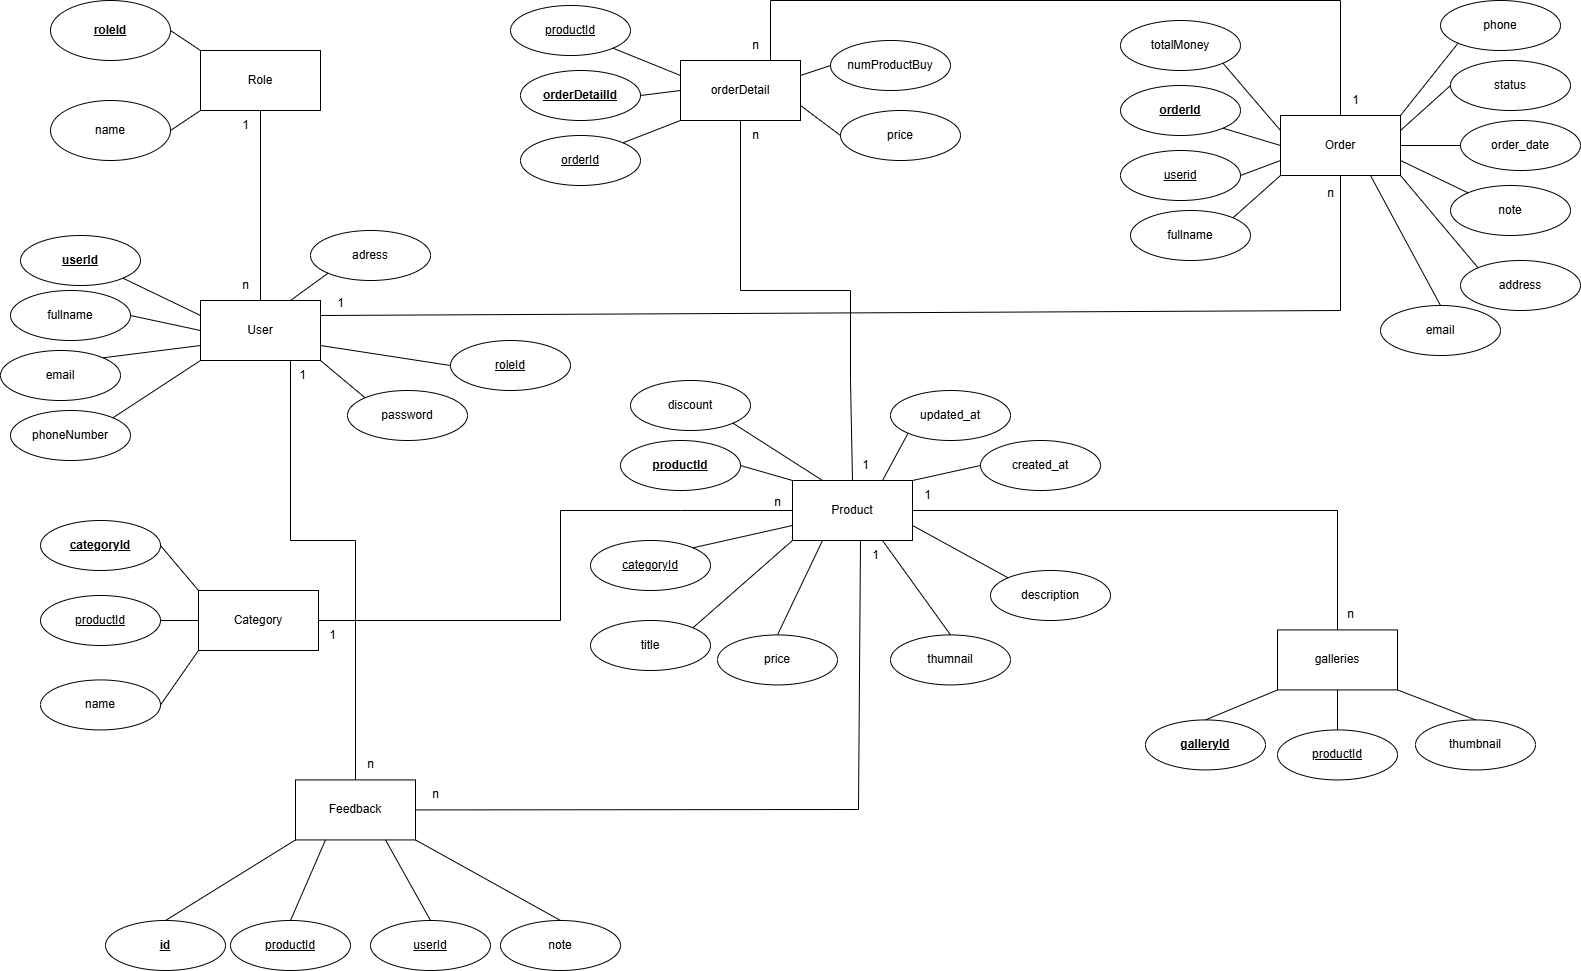 roleId
Role
name
1
n
productId
orderDetailId
orderId
orderDetail
numProductBuy
price
n
n
totalMoney
orderId
userid
fullname
Order
phone
status
order_date
note
address
email
1
n
userId
fullname
email
phoneNumber
User
adress
roleId
password
1
1
discount
productId
categoryId
title
price
thumnail
description
created_at
updated_at
Product
1
1
n
1
categoryId
productId
name
Category
1
n
galleries
galleryId
productId
thumbnail
n
n
Feedback
id
productId
userId
note